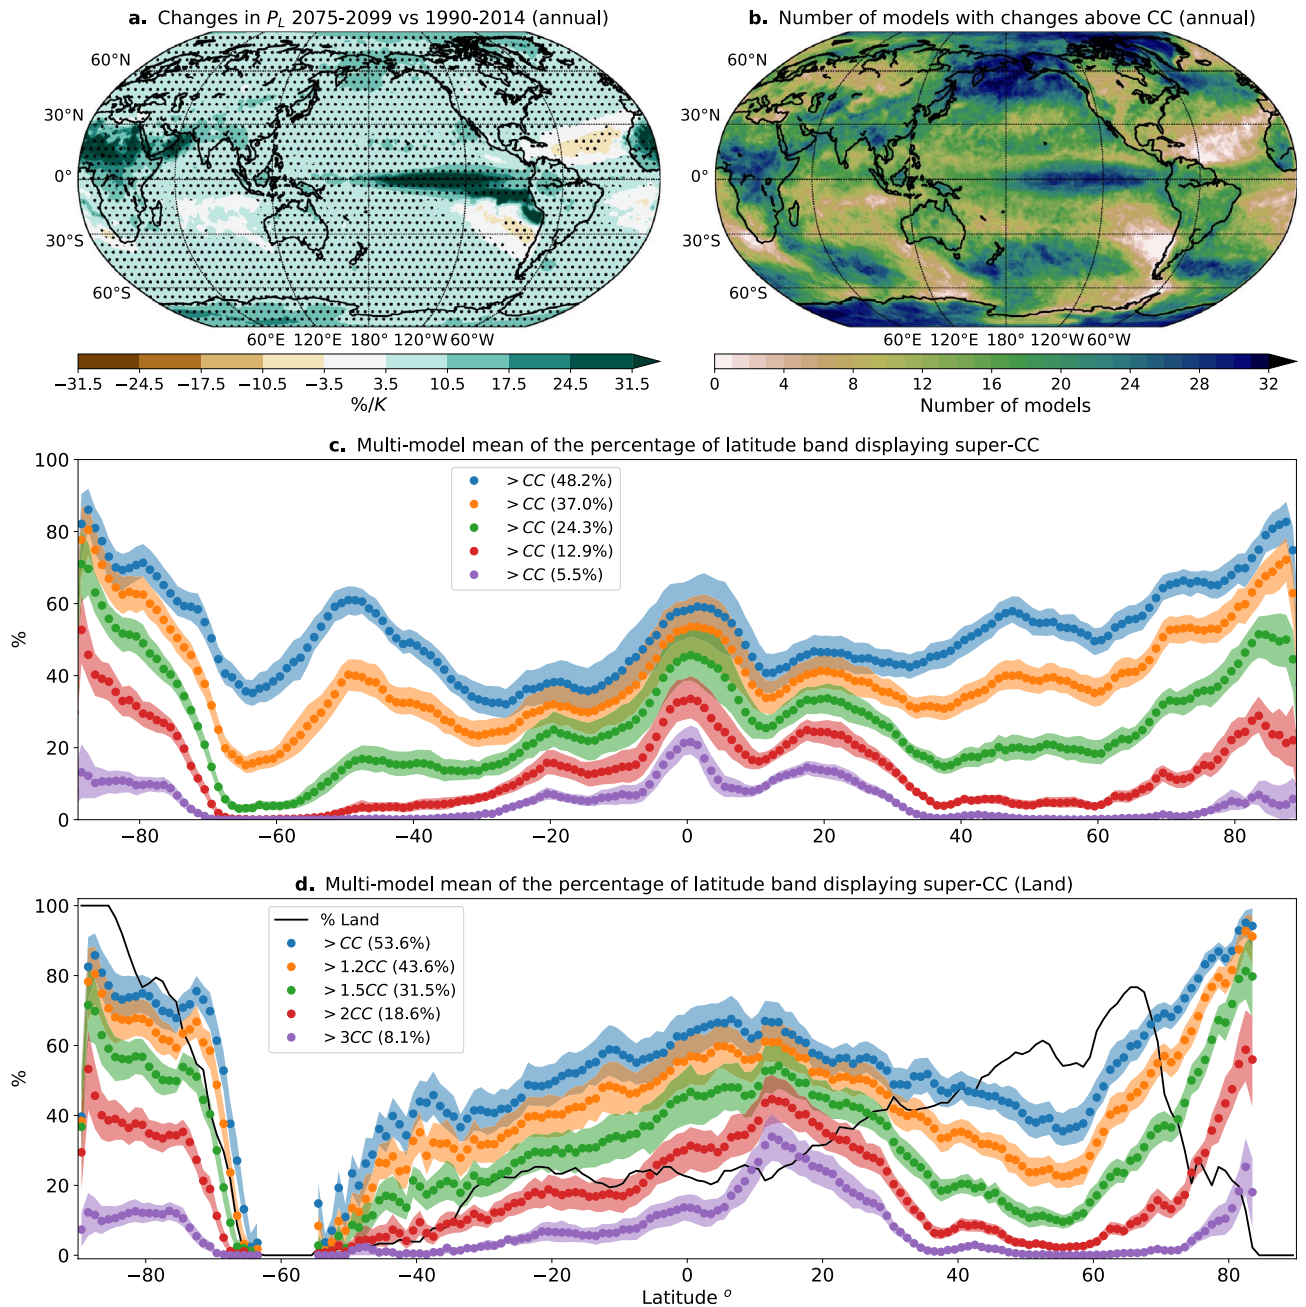 a. Changes in P_L 2075-2099 vs 1990-2014 (annual)
60°N
30°N
0°
30°S
60°S
60°E 120°E 180° 120°W 60°W
−31.5 −24.5 −17.5 −10.5 −3.5 3.5 10.5 17.5 24.5 31.5
%/K
b. Number of models with changes above CC (annual)
60°N
30°N
0°
30°S
60°S
60°E 120°E 180° 120°W 60°W
0 4 8 12 16 20 24 28 32
Number of models
c. Multi-model mean of the percentage of latitude band displaying super-CC
100
80
60
40
20
0
%
> CC (48.2%)
> CC (37.0%)
> CC (24.3%)
> CC (12.9%)
> CC (5.5%)
−80 −60 −40 −20 0 20 40 60 80
d. Multi-model mean of the percentage of latitude band displaying super-CC (Land)
100
80
60
40
20
0
%
% Land
> CC (53.6%)
> 1.2CC (43.6%)
> 1.5CC (31.5%)
> 2CC (18.6%)
> 3CC (8.1%)
−80 −60 −40 −20 0 20 40 60 80
Latitude °